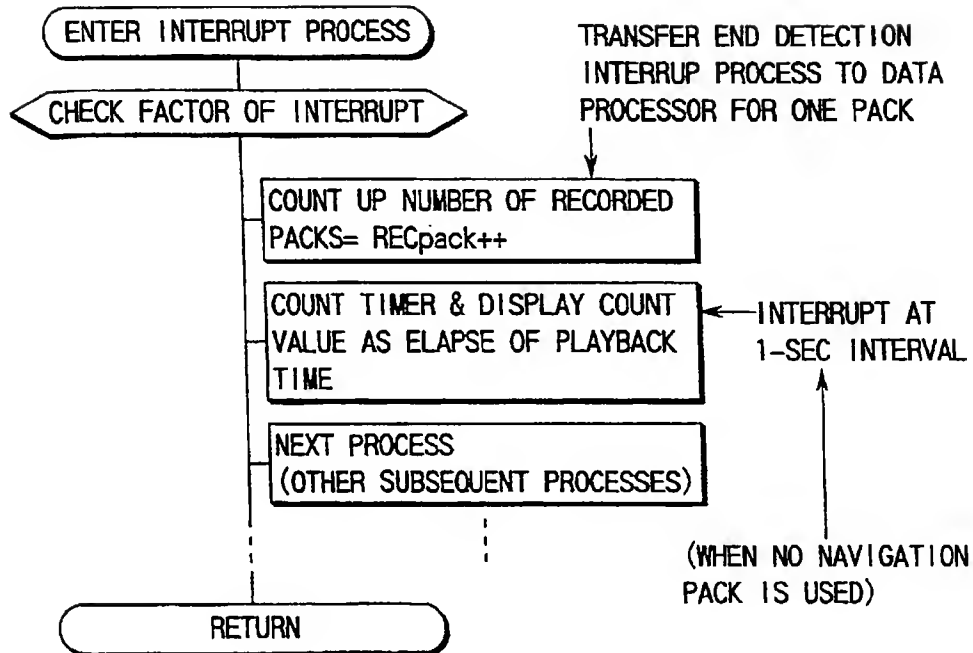 ENTER INTERRUPT PROCESS
TRANSFER END DETECTION
INTERRUP PROCESS TO DATA
PROCESSOR FOR ONE PACK
CHECK FACTOR OF INTERRUPT
COUNT UP NUMBER OF RECORDED
PACKS= RECpack++
COUNT TIMER & DISPLAY COUNT
VALUE AS ELAPSE OF PLAYBACK
TIME
INTERRUPT AT
1-SEC INTERVAL
NEXT PROCESS
(OTHER SUBSEQUENT PROCESSES)
(WHEN NO NAVIGATION
PACK IS USED)
RETURN